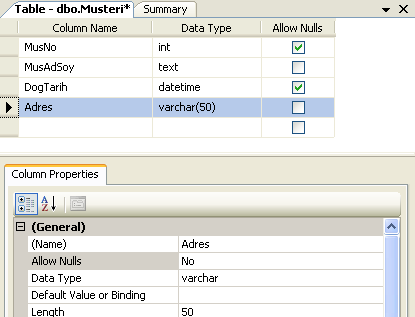 Table - dbo.Musteri* Summary
Column Name Data Type Allow Nulls
MusNo int
MusAdSoy text
DogTarih datetime
Adres varchar(50)
Column Properties
A Z
(General)
(Name) Adres
Allow Nulls No
Data Type varchar
Default Value or Binding
Length 50